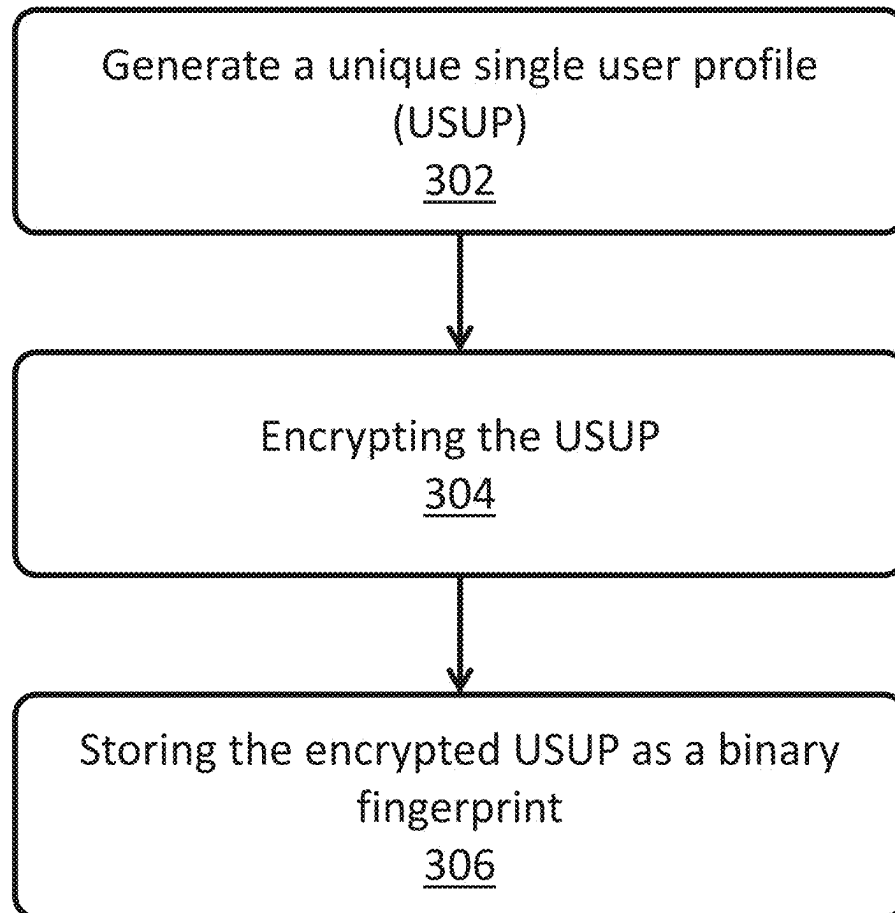 Generate a unique single user profile
(USUP)
302
Encrypting the USUP
304
Storing the encrypted USUP as a binary
fingerprint
306